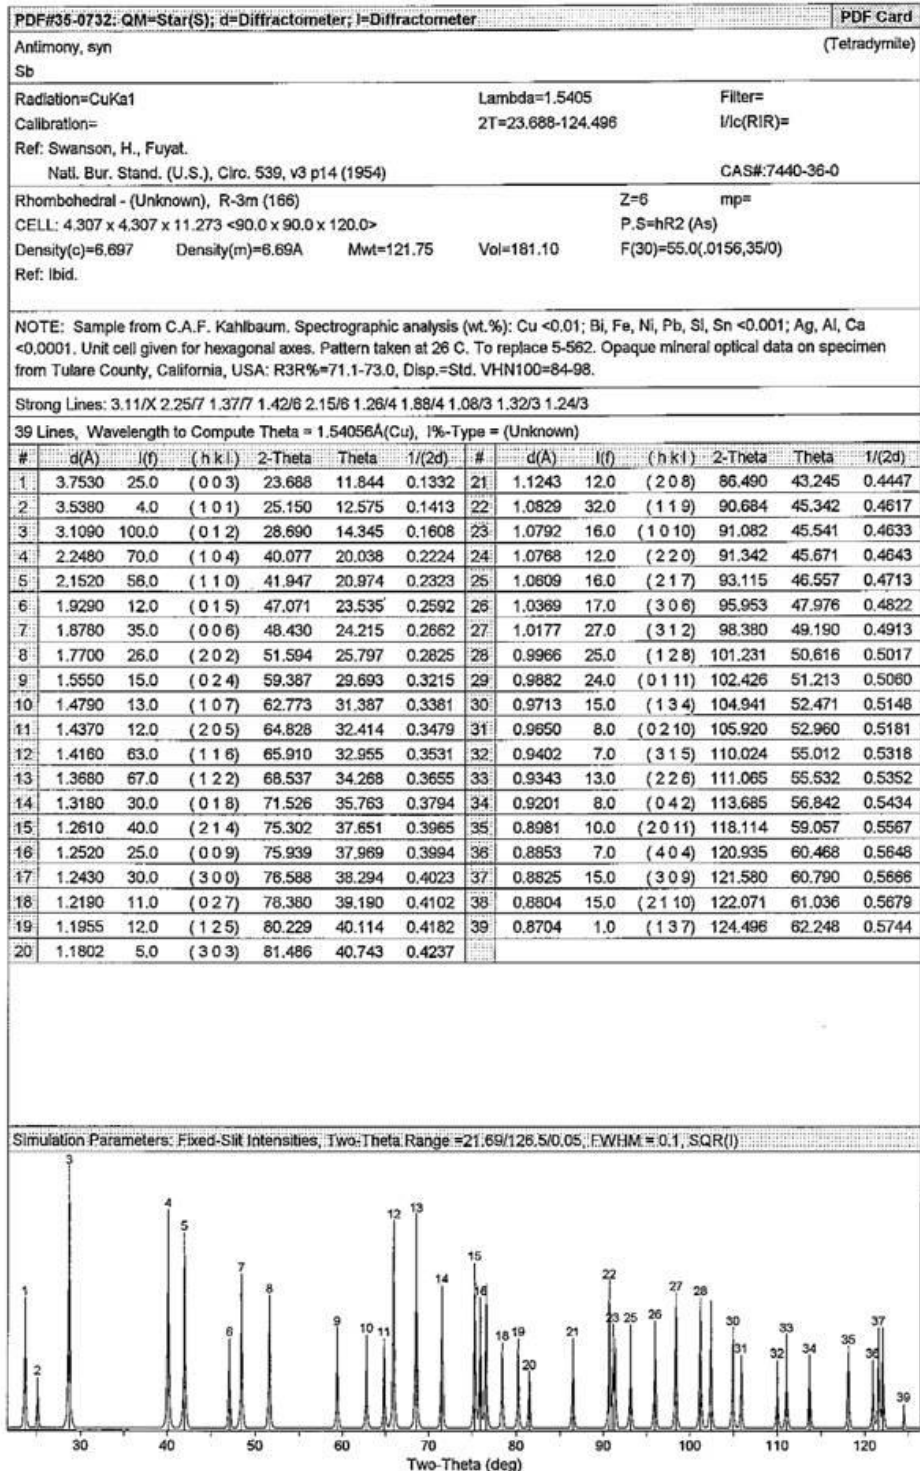 PDF#35-0732: QM=Star(S); d=Diffractometer; I=Diffractometer PDF Card
Antimony, syn (Tetradymite)
Sb
Radiation=CuKa1 Lambda=1.5405 Filter=
Calibration= 2T=23.688-124.496 I/Ic(RIR)=
Ref: Swanson, H., Fuyat.
Natl. Bur. Stand. (U.S.), Circ. 539, v3 p14 (1954) CAS#:7440-36-0
Rhombohedral - (Unknown), R-3m (166) Z=6 mp=
CELL: 4.307 x 4.307 x 11.273 <90.0 x 90.0 x 120.0> P.S=hR2 (As)
Density(c)=6.697 Density(m)=6.69A Mwt=121.75 Vol=181.10 F(30)=55.0(.0156,35/0)
Ref: Ibid.
NOTE: Sample from C.A.F. Kahlbaum. Spectrographic analysis (wt.%): Cu <0.01; Bi, Fe, Ni, Pb, Si, Sn <0.001; Ag, Al, Ca
<0.0001. Unit cell given for hexagonal axes. Pattern taken at 26 C. To replace 5-562. Opaque mineral optical data on specimen
from Tulare County, California, USA: R3R%=71.1-73.0, Disp.=Std. VHN100=84-98.
Strong Lines: 3.11/X 2.25/7 1.37/7 1.42/6 2.15/6 1.26/4 1.88/4 1.08/3 1.32/3 1.24/3
39 Lines, Wavelength to Compute Theta = 1.54056Å(Cu), I%-Type = (Unknown)
# d(Å) I(f) (h k l) 2-Theta Theta 1/(2d) # d(Å) I(f) (h k l) 2-Theta Theta 1/(2d)
1 3.7530 25.0 (0 0 3) 23.688 11.844 0.1332 21 1.1243 12.0 (2 0 8) 86.490 43.245 0.4447
2 3.5380 4.0 (1 0 1) 25.150 12.575 0.1413 22 1.0829 32.0 (1 1 9) 90.684 45.342 0.4617
3 3.1090 100.0 (0 1 2) 28.690 14.345 0.1608 23 1.0792 16.0 (1 0 10) 91.082 45.541 0.4633
4 2.2480 70.0 (1 0 4) 40.077 20.038 0.2224 24 1.0768 12.0 (2 2 0) 91.342 45.671 0.4643
5 2.1520 56.0 (1 1 0) 41.947 20.974 0.2323 25 1.0609 16.0 (2 1 7) 93.115 46.557 0.4713
6 1.9290 12.0 (0 1 5) 47.071 23.535 0.2592 26 1.0369 17.0 (3 0 6) 95.953 47.976 0.4822
7 1.8780 35.0 (0 0 6) 48.430 24.215 0.2662 27 1.0177 27.0 (3 1 2) 98.380 49.190 0.4913
8 1.7700 26.0 (2 0 2) 51.594 25.797 0.2825 28 0.9966 25.0 (1 2 8) 101.231 50.616 0.5017
9 1.5550 15.0 (0 2 4) 59.387 29.693 0.3215 29 0.9882 24.0 (0 1 11) 102.426 51.213 0.5060
10 1.4790 13.0 (1 0 7) 62.773 31.387 0.3381 30 0.9713 15.0 (1 3 4) 104.941 52.471 0.5148
11 1.4370 12.0 (2 0 5) 64.828 32.414 0.3479 31 0.9650 8.0 (0 2 10) 105.920 52.960 0.5181
12 1.4160 63.0 (1 1 6) 65.910 32.955 0.3531 32 0.9402 7.0 (3 1 5) 110.024 55.012 0.5318
13 1.3680 67.0 (1 2 2) 68.537 34.268 0.3655 33 0.9343 13.0 (2 2 6) 111.065 55.532 0.5352
14 1.3180 30.0 (0 1 8) 71.526 35.763 0.3794 34 0.9201 8.0 (0 4 2) 113.685 56.842 0.5434
15 1.2610 40.0 (2 1 4) 75.302 37.651 0.3965 35 0.8981 10.0 (2 0 11) 118.114 59.057 0.5567
16 1.2520 25.0 (0 0 9) 75.939 37.969 0.3994 36 0.8853 7.0 (4 0 4) 120.935 60.468 0.5648
17 1.2430 30.0 (3 0 0) 76.588 38.294 0.4023 37 0.8825 15.0 (3 0 9) 121.580 60.790 0.5666
18 1.2190 11.0 (0 2 7) 78.380 39.190 0.4102 38 0.8804 15.0 (2 1 10) 122.071 61.036 0.5679
19 1.1955 12.0 (1 2 5) 80.229 40.114 0.4182 39 0.8704 1.0 (1 3 7) 124.496 62.248 0.5744
20 1.1802 5.0 (3 0 3) 81.486 40.743 0.4237
Simulation Parameters: Fixed-Slit Intensities, Two-Theta Range =21.69/126.5/0.05, FWHM = 0.1, SQR(I)
1 2 3 4 5 6 7 8 9 10 11 12 13 14 15 16 18 19 20 21 22 23 25 26 27 28 30 31 32 33 34 35 36 37 39
30 40 50 60 70 80 90 100 110 120
Two-Theta (deg)